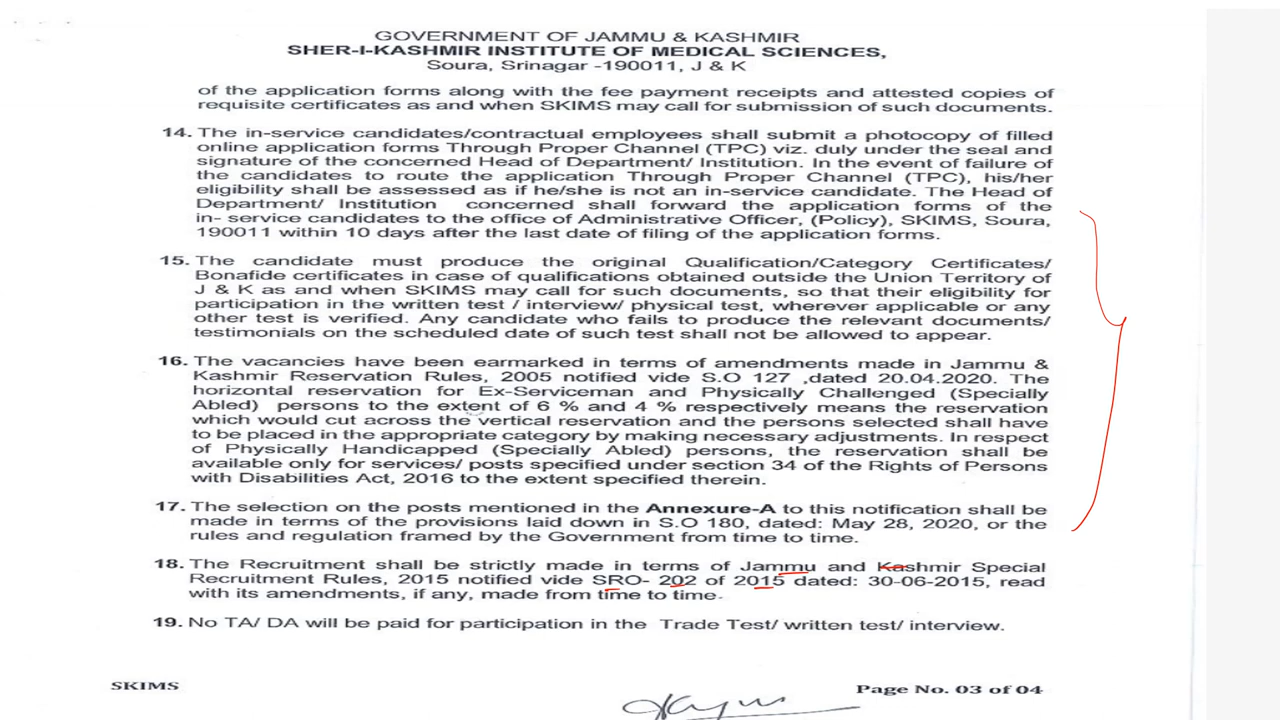 GOVERNMENT OF JAMMU & KASHMIR
SHER-I-KASHMIR INSTITUTE OF MEDICAL SCIENCES,
Soura, Srinagar -190011, J & K
of the application forms along with the fee payment receipts and attested copies of
requisite certificates as and when SKIMS may call for submission of such documents.
14. The in-service candidates/contractual employees shall submit a photocopy of filled
online application forms Through Proper Channel (TPC) viz. duly under the seal and
signature of the concerned Head of Department/ Institution. In the event of failure of
the candidates to route the application Through Proper Channel (TPC), his/her
eligibility shall be assessed as if he/she is not an in-service candidate. The Head of
Department/ Institution concerned shall forward the application forms of the
in- service candidates to the office of Administrative Officer, (Policy), SKIMS, Soura,
190011 within 10 days after the last date of filing of the application forms.
15. The candidate must produce the original Qualification/Category Certificates/
Bonafide certificates in case of qualifications obtained outside the Union Territory of
J & K as and when SKIMS may call for such documents, so that their eligibility for
participation in the written test / interview/ physical test, wherever applicable or any
other test is verified. Any candidate who fails to produce the relevant documents/
testimonials on the scheduled date of such test shall not be allowed to appear.
16. The vacancies have been earmarked in terms of amendments made in Jammu &
Kashmir Reservation Rules, 2005 notified vide S.O 127 ,dated 20.04.2020. The
horizontal reservation for Ex-Serviceman and Physically Challenged (Specially
Abled) persons to the extent of 6 % and 4 % respectively means the reservation
which would cut across the vertical reservation and the persons selected shall have
to be placed in the appropriate category by making necessary adjustments. In respect
of Physically Handicapped (Specially Abled) persons, the reservation shall be
available only for services/ posts specified under section 34 of the Rights of Persons
with Disabilities Act, 2016 to the extent specified therein.
17. The selection on the posts mentioned in the Annexure-A to this notification shall be
made in terms of the provisions laid down in S.O 180, dated: May 28, 2020, or the
rules and regulation framed by the Government from time to time.
18. The Recruitment shall be strictly made in terms of Jammu and Kashmir Special
Recruitment Rules, 2015 notified vide SRO- 202 of 2015 dated: 30-06-2015, read
with its amendments, if any, made from time to time.
19. No TA/ DA will be paid for participation in the Trade Test/ written test/ interview.
SKIMS
Page No. 03 of 04